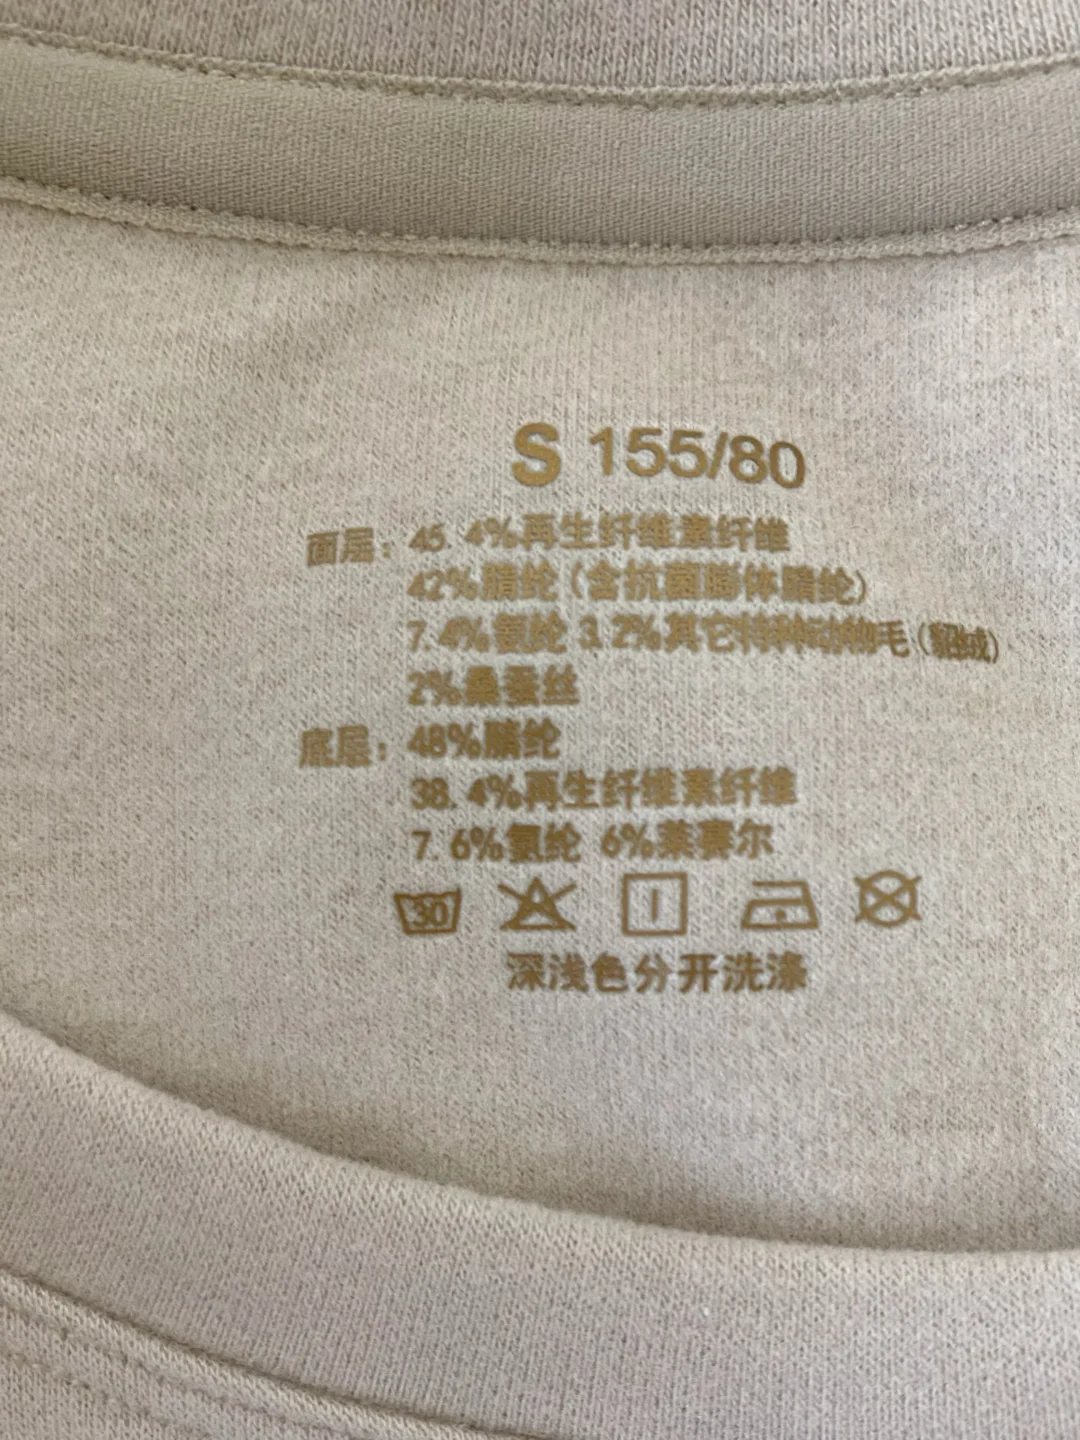 S 155/80
面层：45.4%再生纤维素纤维
42%腈纶（含抗菌膨体腈纶）
7.4%氨纶 3.2%其它特种动物毛（貂绒）
2%桑蚕丝
底层：48%腈纶
38.4%再生纤维素纤维
7.6%氨纶 6%莱赛尔
30
深浅色分开洗涤